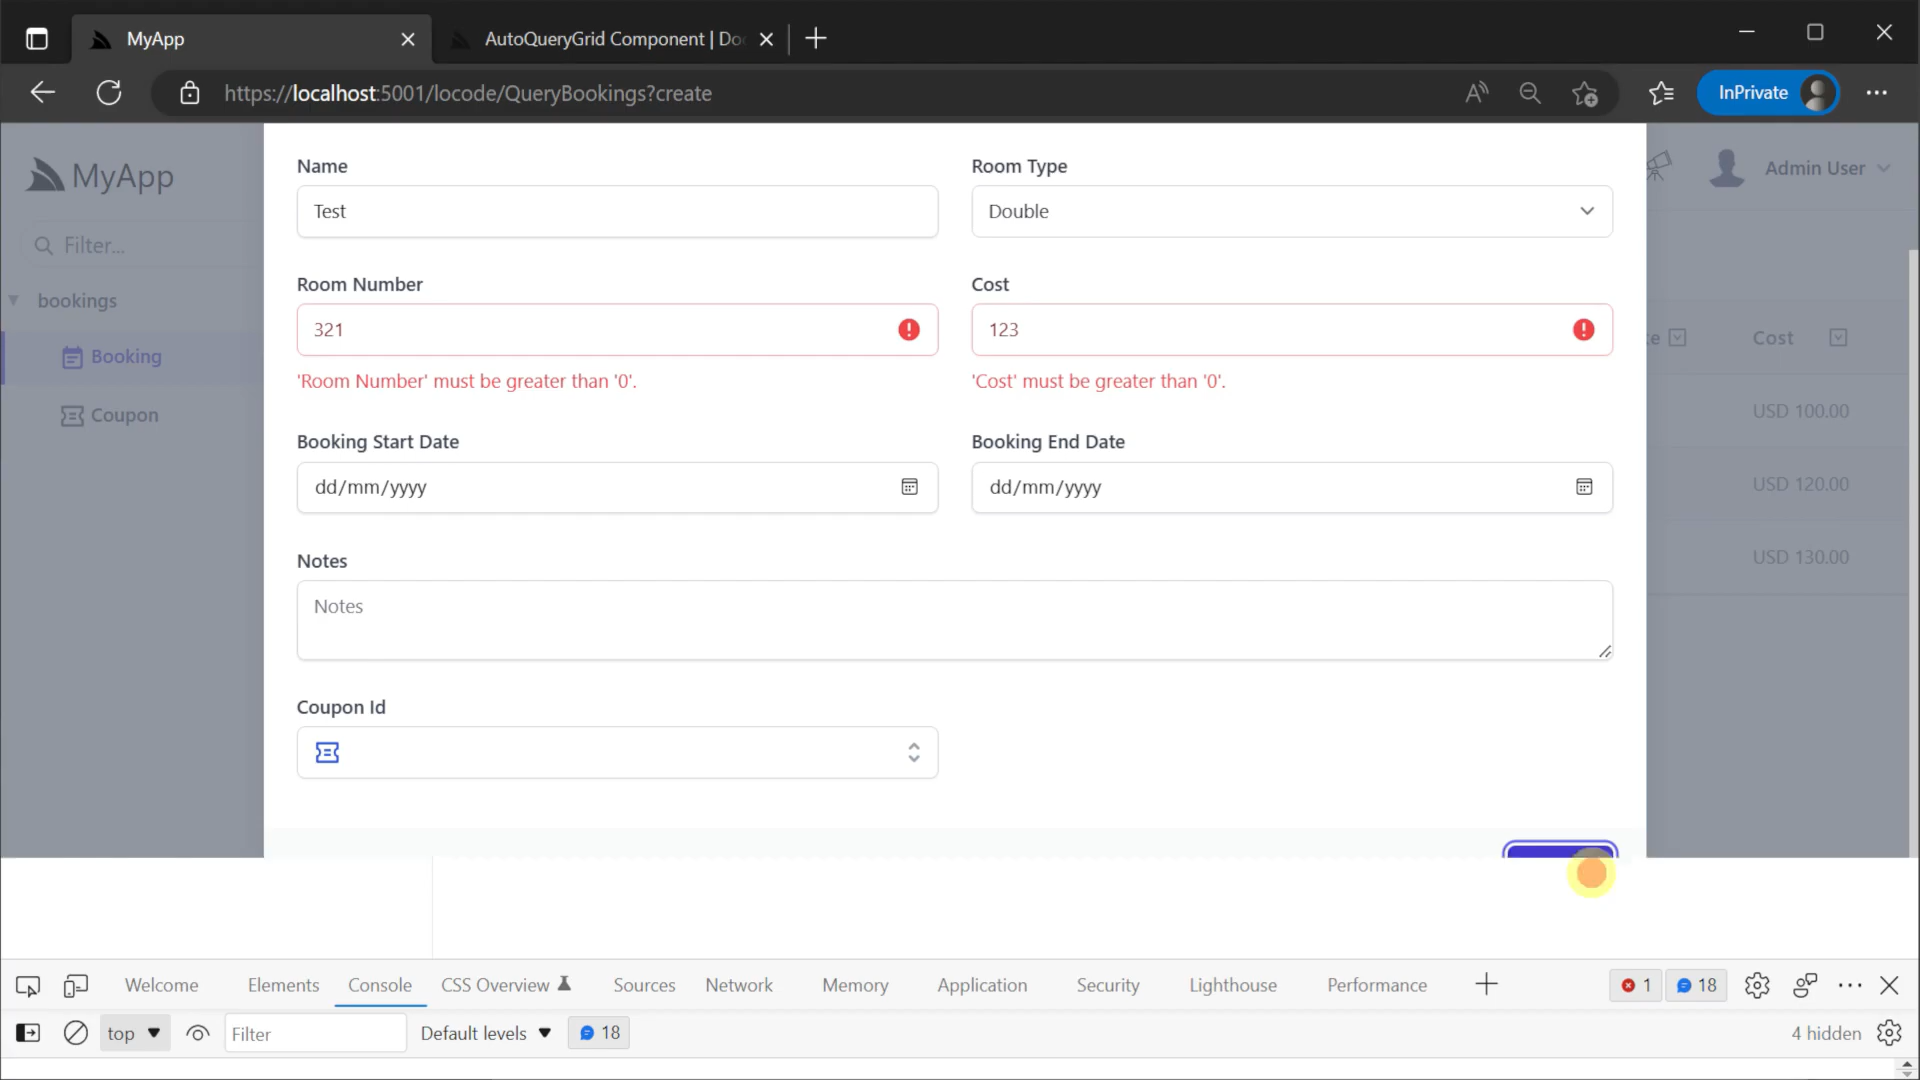 MyApp
AutoQueryGrid Component | Do
https://localhost:5001/locode/QueryBookings?create
InPrivate
MyApp
Admin User
Filter...
bookings
Booking
Coupon
Name
Room Type
Test
Double
Room Number
Cost
321
123
'Room Number' must be greater than '0'.
'Cost' must be greater than '0'.
Booking Start Date
Booking End Date
dd/mm/yyyy
dd/mm/yyyy
Notes
Notes
Coupon Id
Cost
USD 100.00
USD 120.00
USD 130.00
Welcome
Elements
Console
CSS Overview
Sources
Network
Memory
Application
Security
Lighthouse
Performance
1
18
top
Filter
Default levels
18
4 hidden